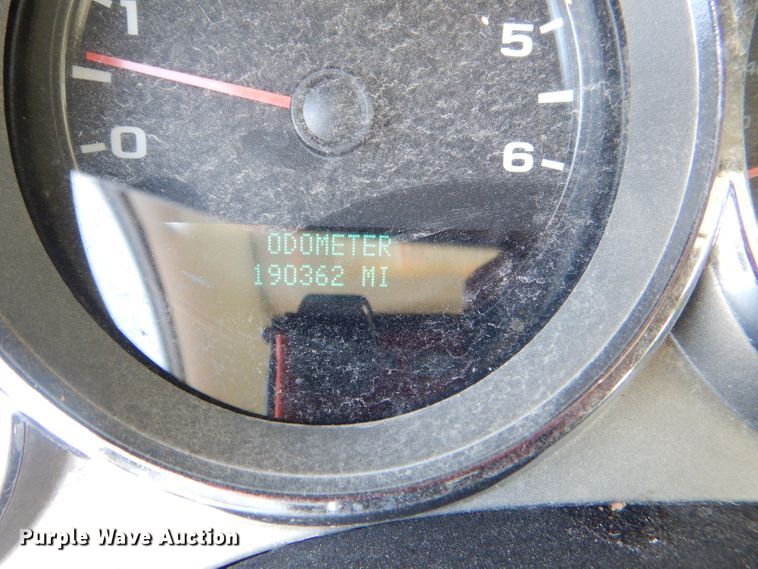 1
5
0
6
ODOMETER
190362 MI
Purple Wave Auction